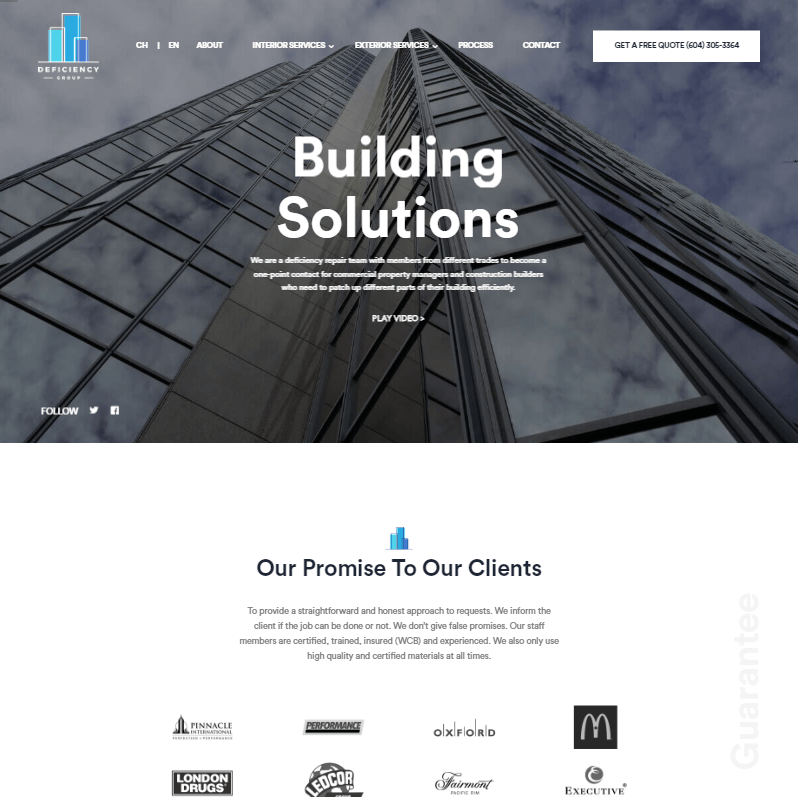 DEFICIENCY
GROUP
CH | EN ABOUT INTERIOR SERVICES EXTERIOR SERVICES PROCESS CONTACT
GET A FREE QUOTE (604) 305-3364
Building
Solutions
We are a deficiency repair team with members from different trades to become a
one-point contact for commercial property managers and construction builders
who need to patch up different parts of their building efficiently.
PLAY VIDEO >
FOLLOW
Our Promise To Our Clients
To provide a straightforward and honest approach to requests. We inform the
client if the job can be done or not. We don't give false promises. Our staff
members are certified, trained, insured (WCB) and experienced. We also only use
high quality and certified materials at all times.
Guarantee
PINNACLE
INTERNATIONAL
PERFORMANCE
OXFORD
M
LONDON
DRUGS
LEDCOR
Fairmont
PACIFIC RIM
EXECUTIVE